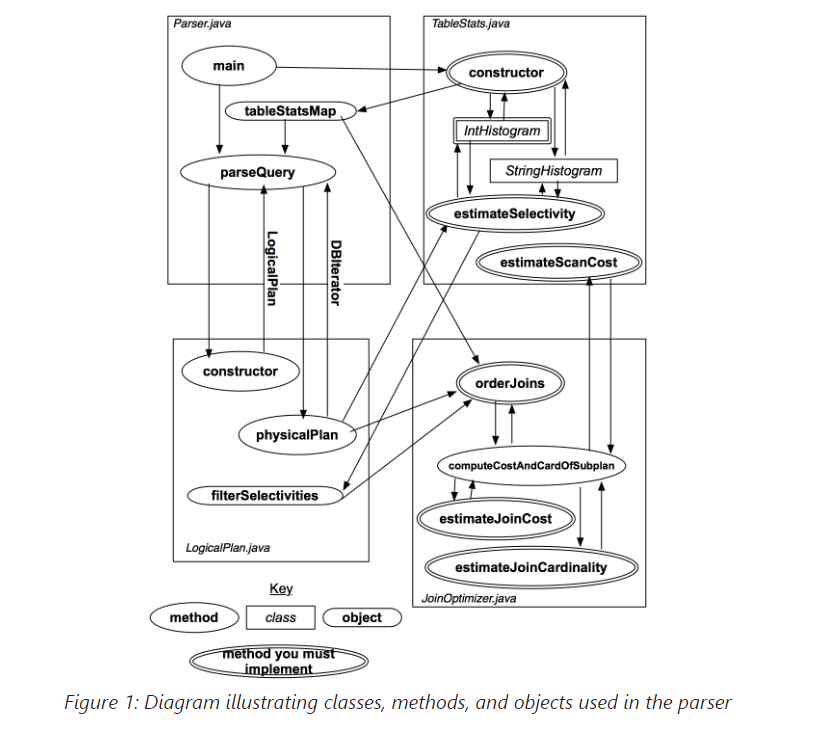 Parser.java
main
tableStatsMap
parseQuery
LogicalPlan
DBIterator
TableStats.java
constructor
IntHistogram
StringHistogram
estimateSelectivity
estimateScanCost
constructor
physicalPlan
filterSelectivities
LogicalPlan.java
orderJoins
computeCostAndCardOfSubplan
estimateJoinCost
estimateJoinCardinality
JoinOptimizer.java
Key
method
class
object
method you must
implement
Figure 1: Diagram illustrating classes, methods, and objects used in the parser